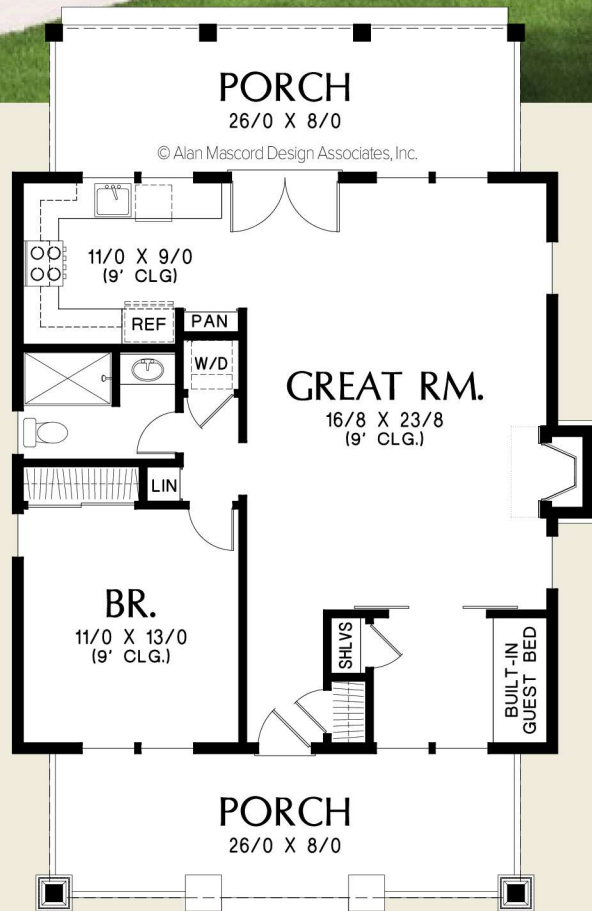 PORCH
26/0 X 8/0
© Alan Mascord Design Associates, Inc.
11/0 X 9/0
(9' CLG)
REF
PAN
W/D
GREAT RM.
16/8 X 23/8
(9' CLG.)
LIN
BR.
11/0 X 13/0
(9' CLG.)
SHLVS
BUILT-IN
GUEST BED
PORCH
26/0 X 8/0